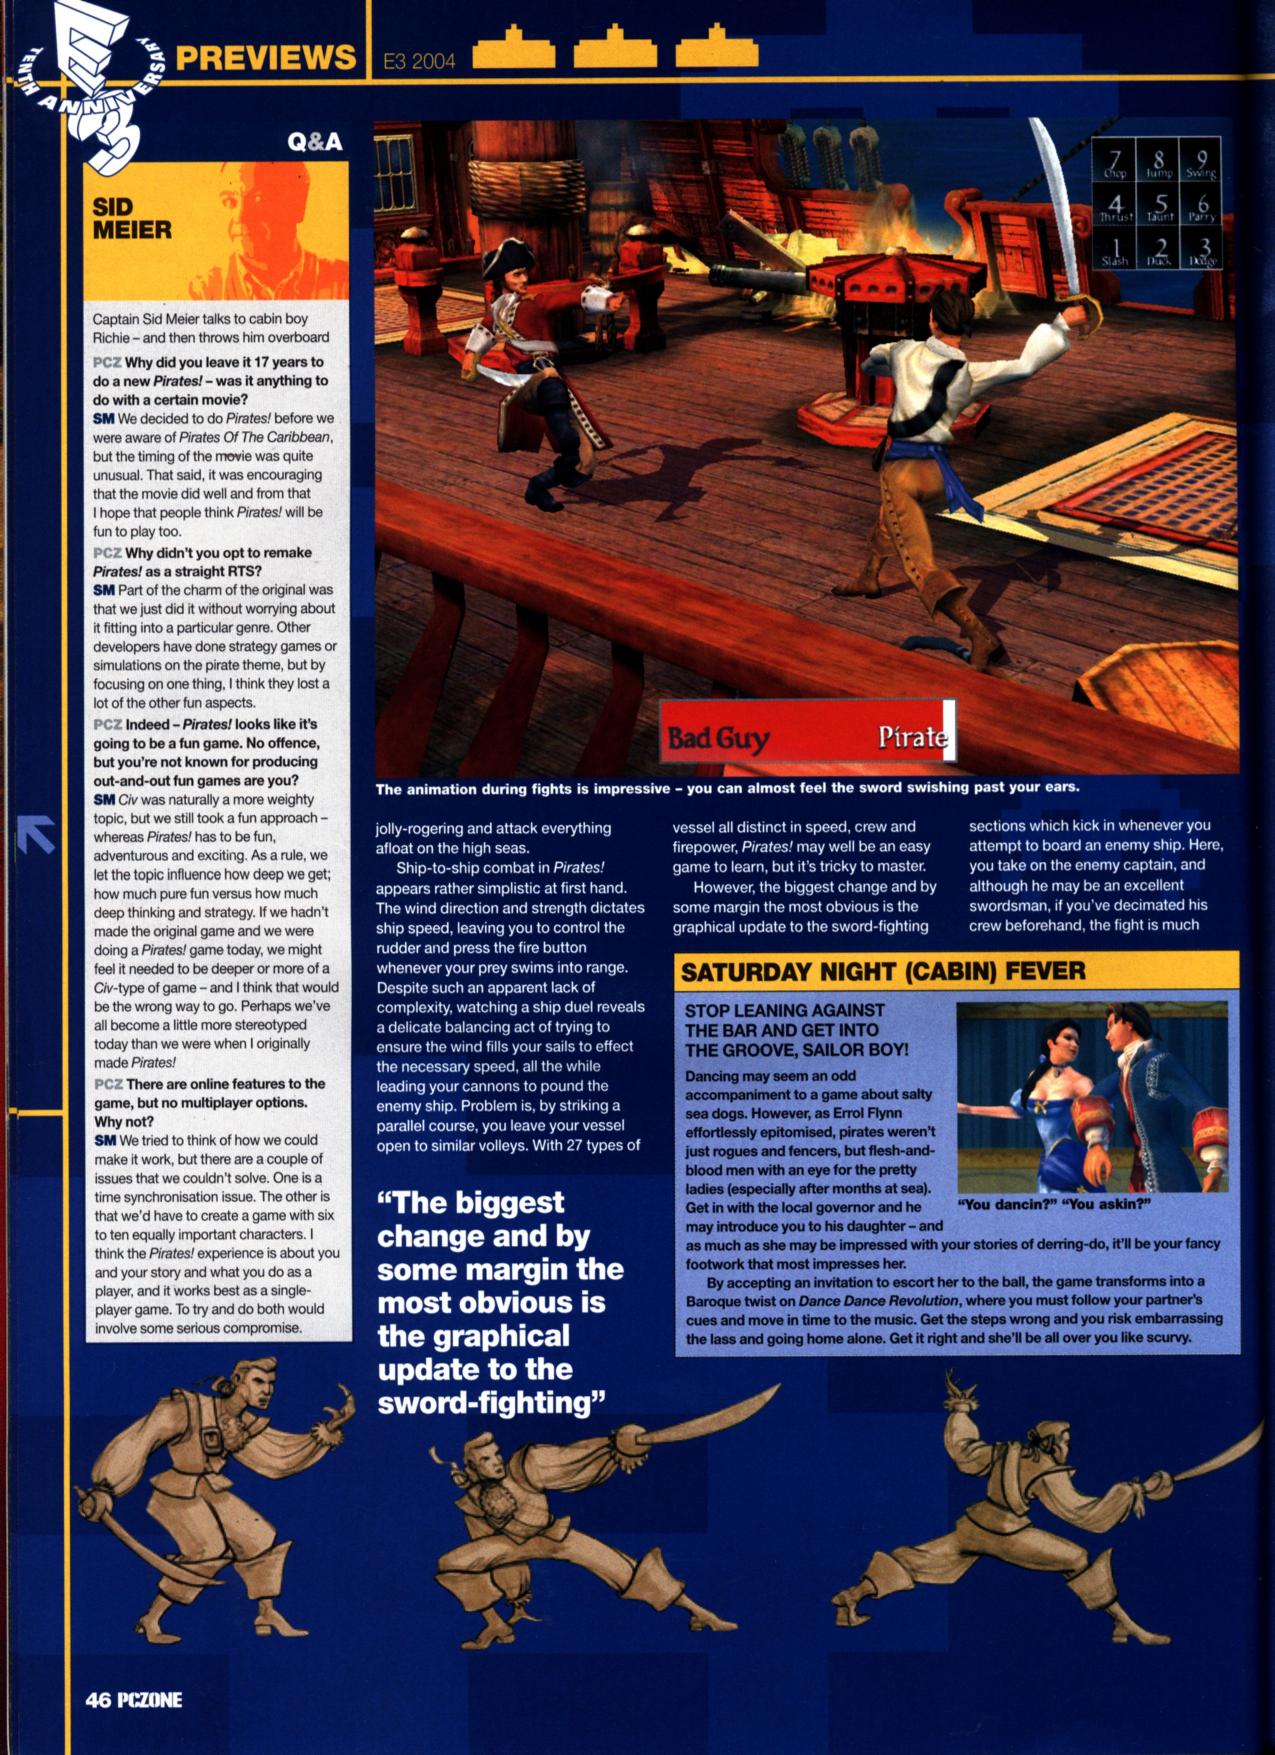 TENTH ANNIVERSARY
E3
PREVIEWS
E3 2004
Q&A
SID
MEIER
Captain Sid Meier talks to cabin boy
Richie – and then throws him overboard
PCZ Why did you leave it 17 years to
do a new Pirates! – was it anything to
do with a certain movie?
SM We decided to do Pirates! before we
were aware of Pirates Of The Caribbean,
but the timing of the movie was quite
unusual. That said, it was encouraging
that the movie did well and from that
I hope that people think Pirates! will be
fun to play too.
PCZ Why didn't you opt to remake
Pirates! as a straight RTS?
SM Part of the charm of the original was
that we just did it without worrying about
it fitting into a particular genre. Other
developers have done strategy games or
simulations on the pirate theme, but by
focusing on one thing, I think they lost a
lot of the other fun aspects.
PCZ Indeed – Pirates! looks like it's
going to be a fun game. No offence,
but you're not known for producing
out-and-out fun games are you?
SM Civ was naturally a more weighty
topic, but we still took a fun approach –
whereas Pirates! has to be fun,
adventurous and exciting. As a rule, we
let the topic influence how deep we get;
how much pure fun versus how much
deep thinking and strategy. If we hadn't
made the original game and we were
doing a Pirates! game today, we might
feel it needed to be deeper or more of a
Civ-type of game – and I think that would
be the wrong way to go. Perhaps we've
all become a little more stereotyped
today than we were when I originally
made Pirates!
PCZ There are online features to the
game, but no multiplayer options.
Why not?
SM We tried to think of how we could
make it work, but there are a couple of
issues that we couldn't solve. One is a
time synchronisation issue. The other is
that we'd have to create a game with six
to ten equally important characters. I
think the Pirates! experience is about you
and your story and what you do as a
player, and it works best as a single-
player game. To try and do both would
involve some serious compromise.
7 8 9
Chop Jump Swing
4 5 6
Thrust Taunt Parry
1 2 3
Slash Duck Dodge
Bad Guy Pirate
The animation during fights is impressive – you can almost feel the sword swishing past your ears.
jolly-rogering and attack everything
afloat on the high seas.
Ship-to-ship combat in Pirates!
appears rather simplistic at first hand.
The wind direction and strength dictates
ship speed, leaving you to control the
rudder and press the fire button
whenever your prey swims into range.
Despite such an apparent lack of
complexity, watching a ship duel reveals
a delicate balancing act of trying to
ensure the wind fills your sails to effect
the necessary speed, all the while
leading your cannons to pound the
enemy ship. Problem is, by striking a
parallel course, you leave your vessel
open to similar volleys. With 27 types of
vessel all distinct in speed, crew and
firepower, Pirates! may well be an easy
game to learn, but it's tricky to master.
However, the biggest change and by
some margin the most obvious is the
graphical update to the sword-fighting
sections which kick in whenever you
attempt to board an enemy ship. Here,
you take on the enemy captain, and
although he may be an excellent
swordsman, if you've decimated his
crew beforehand, the fight is much
“The biggest
change and by
some margin the
most obvious is
the graphical
update to the
sword-fighting”
SATURDAY NIGHT (CABIN) FEVER
STOP LEANING AGAINST
THE BAR AND GET INTO
THE GROOVE, SAILOR BOY!
Dancing may seem an odd
accompaniment to a game about salty
sea dogs. However, as Errol Flynn
effortlessly epitomised, pirates weren't
just rogues and fencers, but flesh-and-
blood men with an eye for the pretty
ladies (especially after months at sea).
Get in with the local governor and he
may introduce you to his daughter – and
as much as she may be impressed with your stories of derring-do, it'll be your fancy
footwork that most impresses her.
By accepting an invitation to escort her to the ball, the game transforms into a
Baroque twist on Dance Dance Revolution, where you must follow your partner's
cues and move in time to the music. Get the steps wrong and you risk embarrassing
the lass and going home alone. Get it right and she'll be all over you like scurvy.
“You dancin?” “You askin?”
46 PCZONE